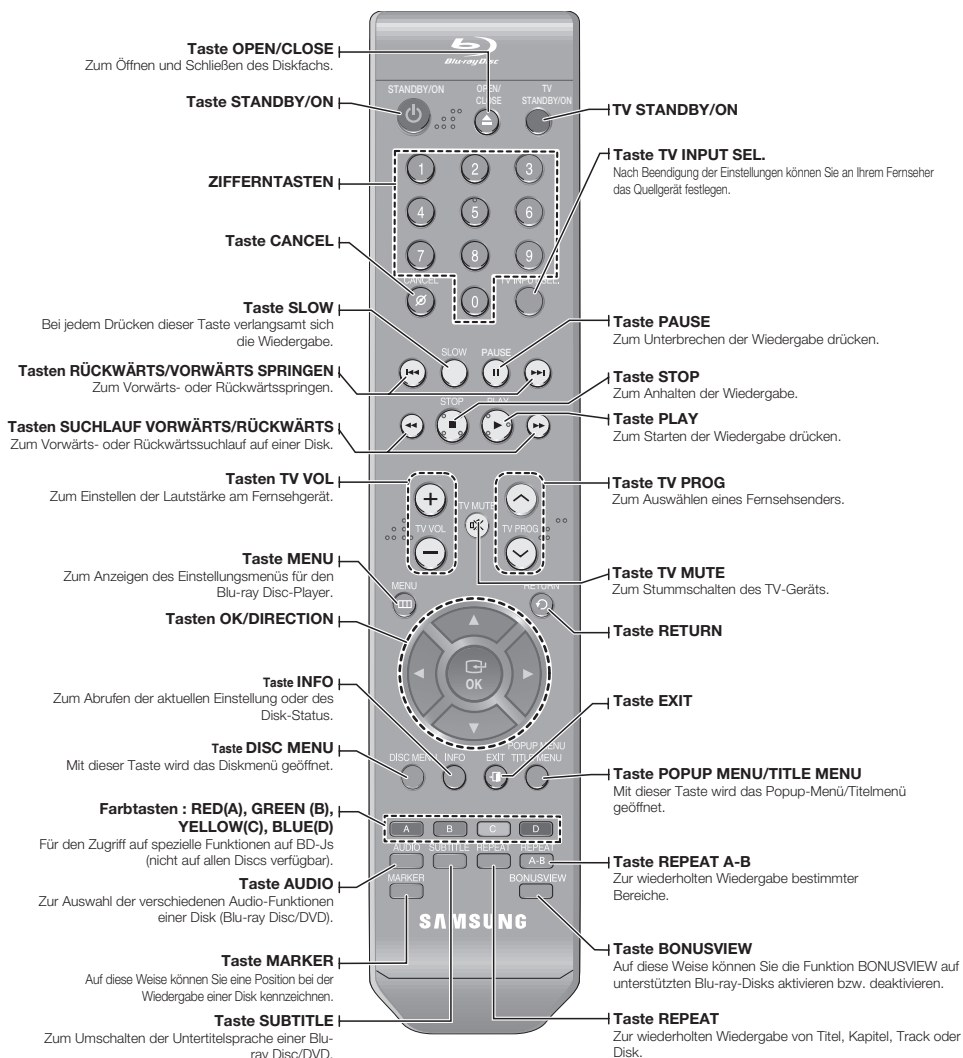 Taste OPEN/CLOSE
Zum Öffnen und Schließen des Diskfachs.
Taste STANDBY/ON
ZIFFERNTASTEN
Taste CANCEL
Taste SLOW
Bei jedem Drücken dieser Taste verlangsamt sich
die Wiedergabe.
Tasten RÜCKWÄRTS/VORWÄRTS SPRINGEN
Zum Vorwärts- oder Rückwärtsspringen.
Tasten SUCHLAUF VORWÄRTS/RÜCKWÄRTS
Zum Vorwärts- oder Rückwärtssuchlauf auf einer Disk.
Tasten TV VOL
Zum Einstellen der Lautstärke am Fernsehgerät.
Taste MENU
Zum Anzeigen des Einstellungsmenüs für den
Blu-ray Disc-Player.
Tasten OK/DIRECTION
Taste INFO
Zum Abrufen der aktuellen Einstellung oder des
Disk-Status.
Taste DISC MENU
Mit dieser Taste wird das Diskmenü geöffnet.
Farbtasten : RED(A), GREEN (B),
YELLOW(C), BLUE(D)
Für den Zugriff auf spezielle Funktionen auf BD-Js
(nicht auf allen Discs verfügbar).
Taste AUDIO
Zur Auswahl der verschiedenen Audio-Funktionen
einer Disk (Blu-ray Disc/DVD).
Taste MARKER
Auf diese Weise können Sie eine Position bei der
Wiedergabe einer Disk kennzeichnen.
Taste SUBTITLE
Zum Umschalten der Untertitelsprache einer Blu-
ray Disc/DVD.
Blu-ray Disc
STANDBY/ON OPEN/ CLOSE TV STANDBY/ON
1 2 3
4 5 6
7 8 9
CANCEL 0 TV INPUT SEL.
SLOW PAUSE
STOP PLAY
TV VOL TV MUTE TV PROG
MENU RETURN
OK
DISC MENU INFO EXIT POPUP MENU TITLE MENU
A B C D
AUDIO SUBTITLE REPEAT REPEAT
A-B
MARKER BONUSVIEW
SAMSUNG
TV STANDBY/ON
Taste TV INPUT SEL.
Nach Beendigung der Einstellungen können Sie an Ihrem Fernseher
das Quellgerät festlegen.
Taste PAUSE
Zum Unterbrechen der Wiedergabe drücken.
Taste STOP
Zum Anhalten der Wiedergabe.
Taste PLAY
Zum Starten der Wiedergabe drücken.
Taste TV PROG
Zum Auswählen eines Fernsehsenders.
Taste TV MUTE
Zum Stummschalten des TV-Geräts.
Taste RETURN
Taste EXIT
Taste POPUP MENU/TITLE MENU
Mit dieser Taste wird das Popup-Menü/Titelmenü
geöffnet.
Taste REPEAT A-B
Zur wiederholten Wiedergabe bestimmter
Bereiche.
Taste BONUSVIEW
Auf diese Weise können Sie die Funktion BONUSVIEW auf
unterstützten Blu-ray-Disks aktivieren bzw. deaktivieren.
Taste REPEAT
Zur wiederholten Wiedergabe von Titel, Kapitel, Track oder
Disk.